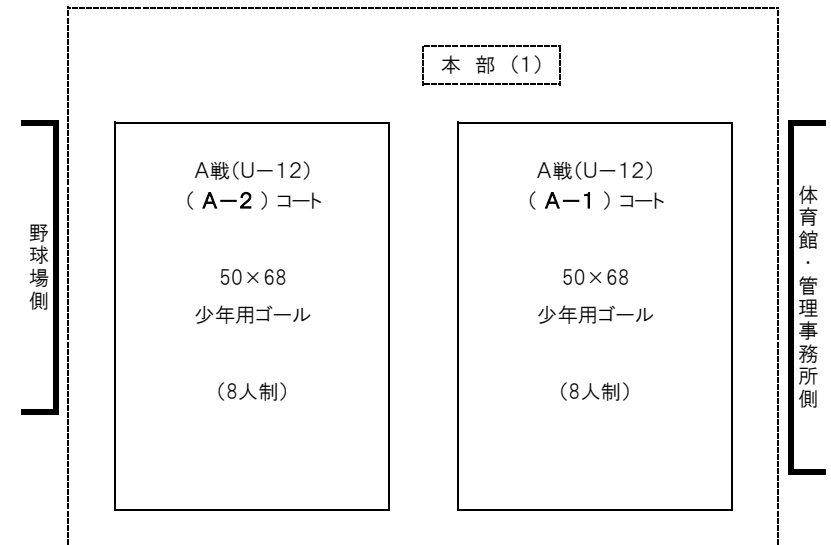 本 部 (1)
A戦(U-12)
( A-2 ) コート
50×68
少年用ゴール
(8人制)
A戦(U-12)
( A-1 ) コート
50×68
少年用ゴール
(8人制)
野球場側
体育館・管理事務所側